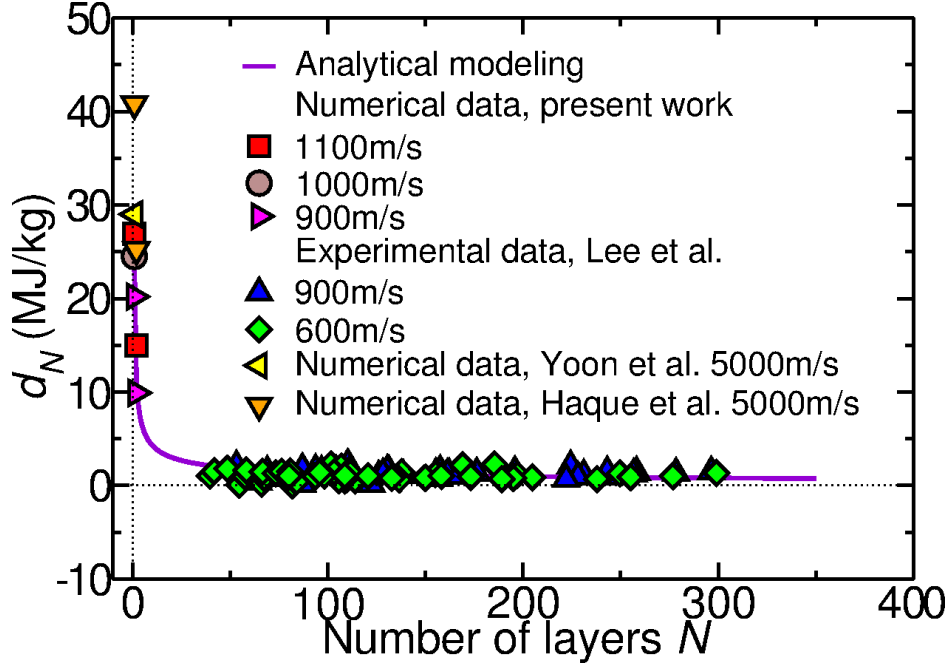 50
40
30
20
10
0
-10
d_N (MJ/kg)
Analytical modeling
Numerical data, present work
1100m/s
1000m/s
900m/s
Experimental data, Lee et al.
900m/s
600m/s
Numerical data, Yoon et al. 5000m/s
Numerical data, Haque et al. 5000m/s
0 100 200 300 400
Number of layers N